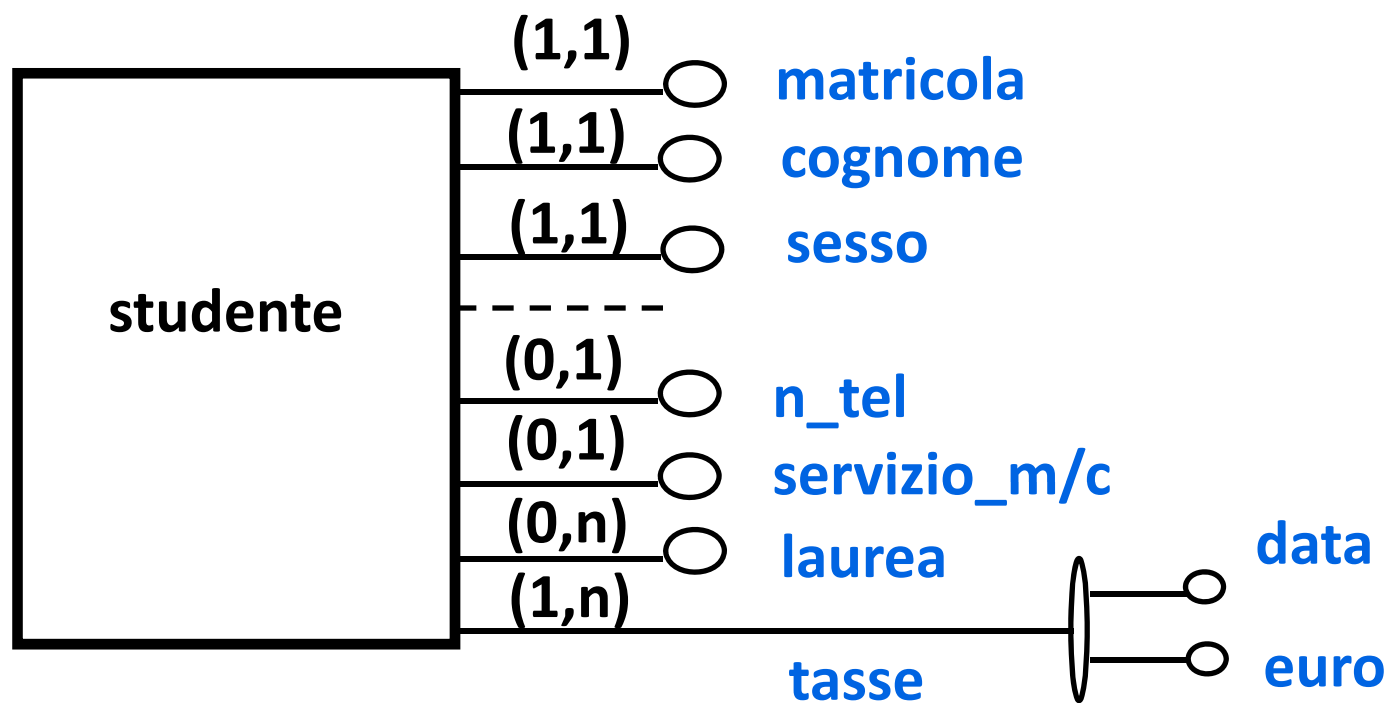 (1,1)
matricola
(1,1)
cognome
(1,1)
sesso
studente
(0,1)
n_tel
(0,1)
servizio_m/c
(0,n)
laurea
data
(1,n)
tasse
euro